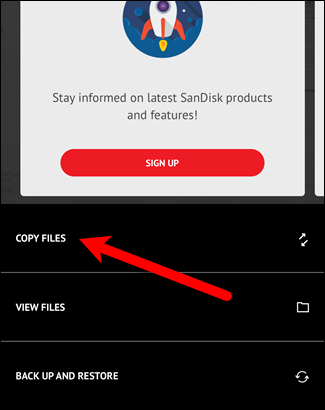 Stay informed on latest SanDisk products
and features!
SIGN UP
COPY FILES
VIEW FILES
BACK UP AND RESTORE